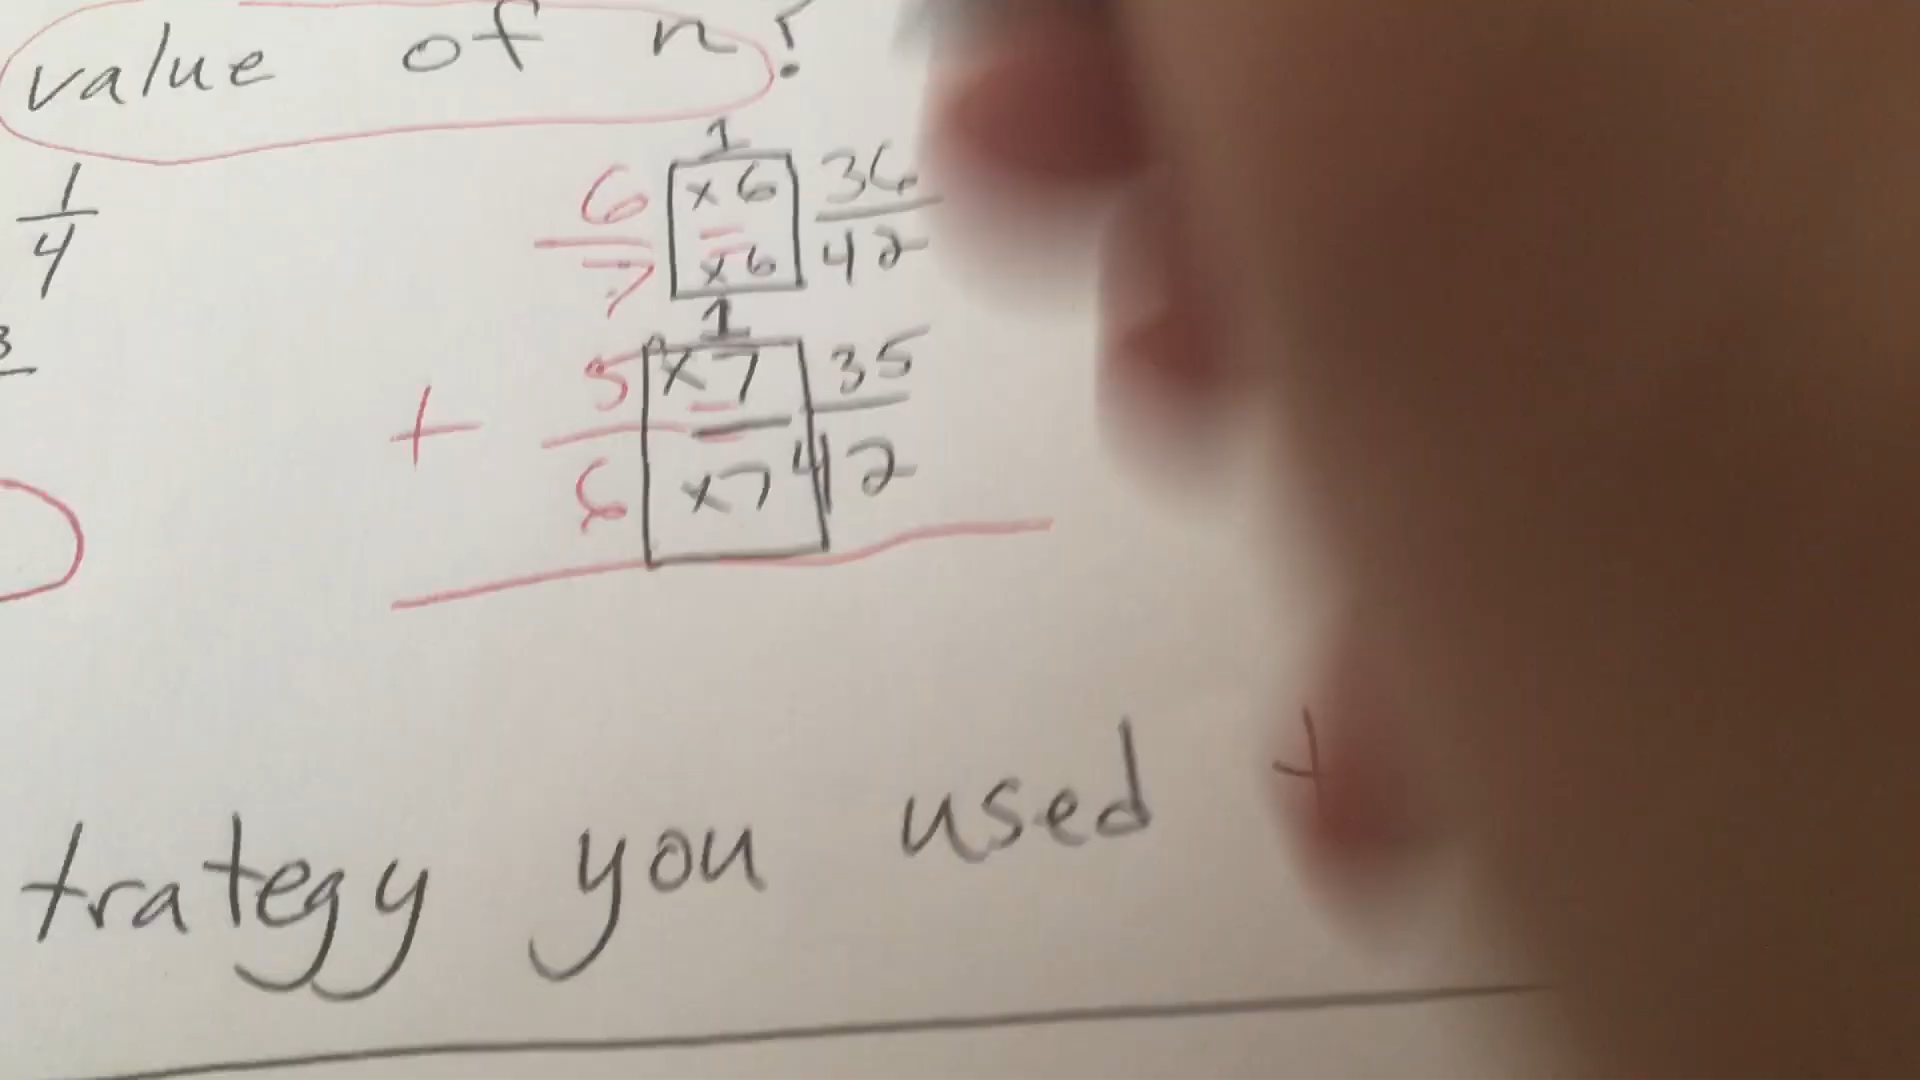 value of n?
1
1 6 x6 36
4 7 x6 42
3 1
+ 5 x7 35
6 x7 42
trategy you used t